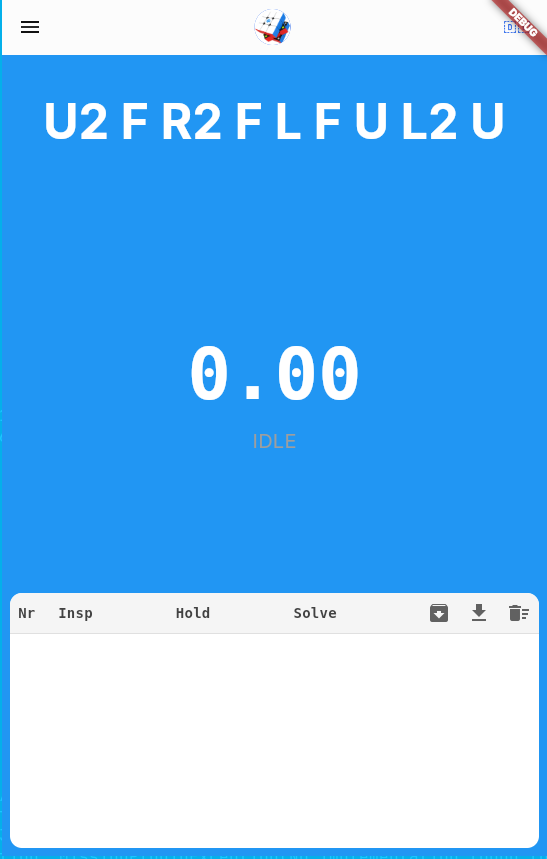 DEBUG
U2 F R2 F L F U L2 U
0.00
IDLE
Nr Insp Hold Solve